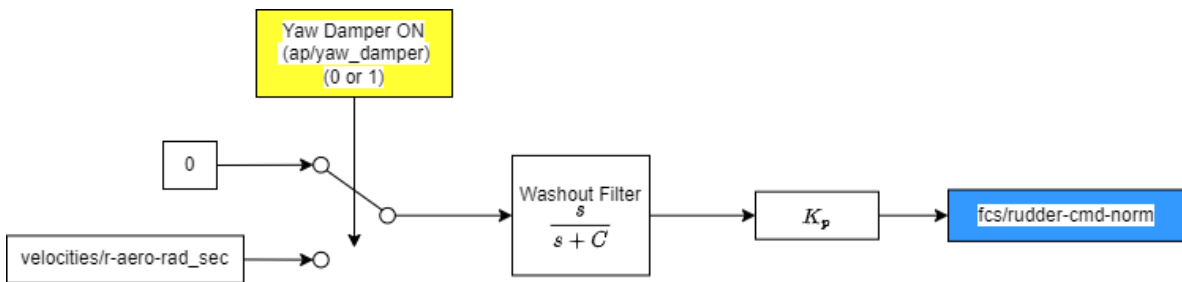 Yaw Damper ON
(ap/yaw_damper)
(0 or 1)
0
velocities/r-aero-rad_sec
Washout Filter
s
s + C
K_p
fcs/rudder-cmd-norm